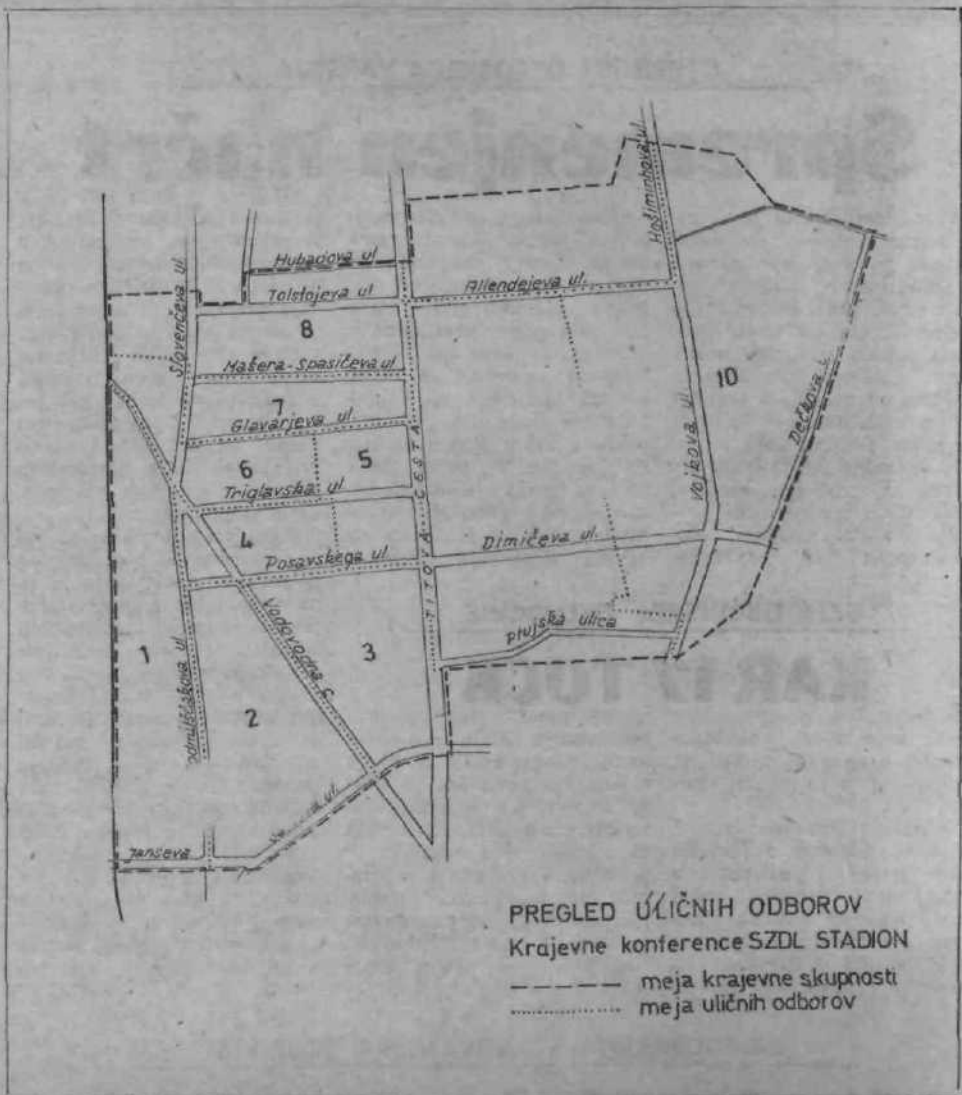 Hošiminhova ul.
Hubadova ul
Slovenčeva ul.
Tolstojeva ul
Allendejeva ul.
8
Mašera-Spasičeva ul
10
7
Glavarjeva ul.
Dečkova c.
Vojkova ul.
6
5
TITOVA CESTA
Triglavska ul.
4
Dimičeva ul.
Posavskega ul.
Vodovodna c.
Ptujska ulica
1
3
2
PREGLED ULIČNIH ODBOROV
Krajevne konference SZDL STADION
meja krajevne skupnosti
meja uličnih odborov